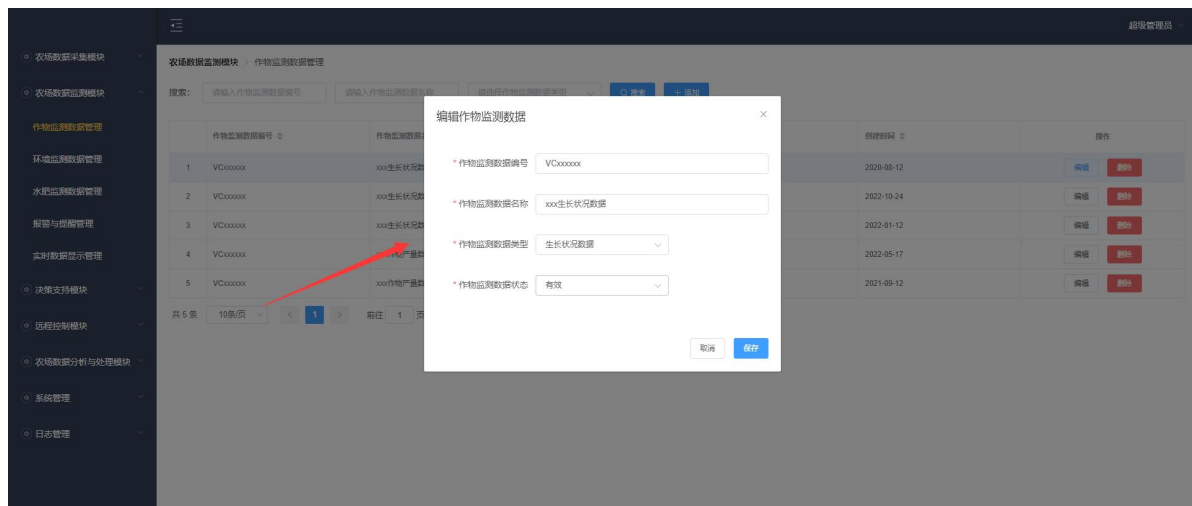 超级管理员
农场数据采集模块
农场数据监测模块
作物监测数据管理
环境监测数据管理
水肥监测数据管理
报警与提醒管理
实时数据显示管理
决策支持模块
远程控制模块
农场数据分析与处理模块
系统管理
日志管理
农场数据监测模块 > 作物监测数据管理
搜索: 请输入作物监测数据编号 请输入作物监测数据名称 请选择作物监测数据类型 搜索 + 添加
作物监测数据编号 作物监测数据 创建时间 操作
1 VCxxxxxx xxx生长状况数 2020-08-12 编辑 删除
2 VCxxxxxx xxx生长状况数 2022-10-24 编辑 删除
3 VCxxxxxx xxx生长状况数 2022-01-12 编辑 删除
4 VCxxxxxx 物产量数 2022-05-17 编辑 删除
5 VCxxxxxx xxx作物产量数 2021-09-12 编辑 删除
共 5 条 10条/页 < 1 > 前往 1 页
编辑作物监测数据 ×
* 作物监测数据编号 VCxxxxxx
* 作物监测数据名称 xxx生长状况数据
* 作物监测数据类型 生长状况数据
* 作物监测数据状态 有效
取消 保存